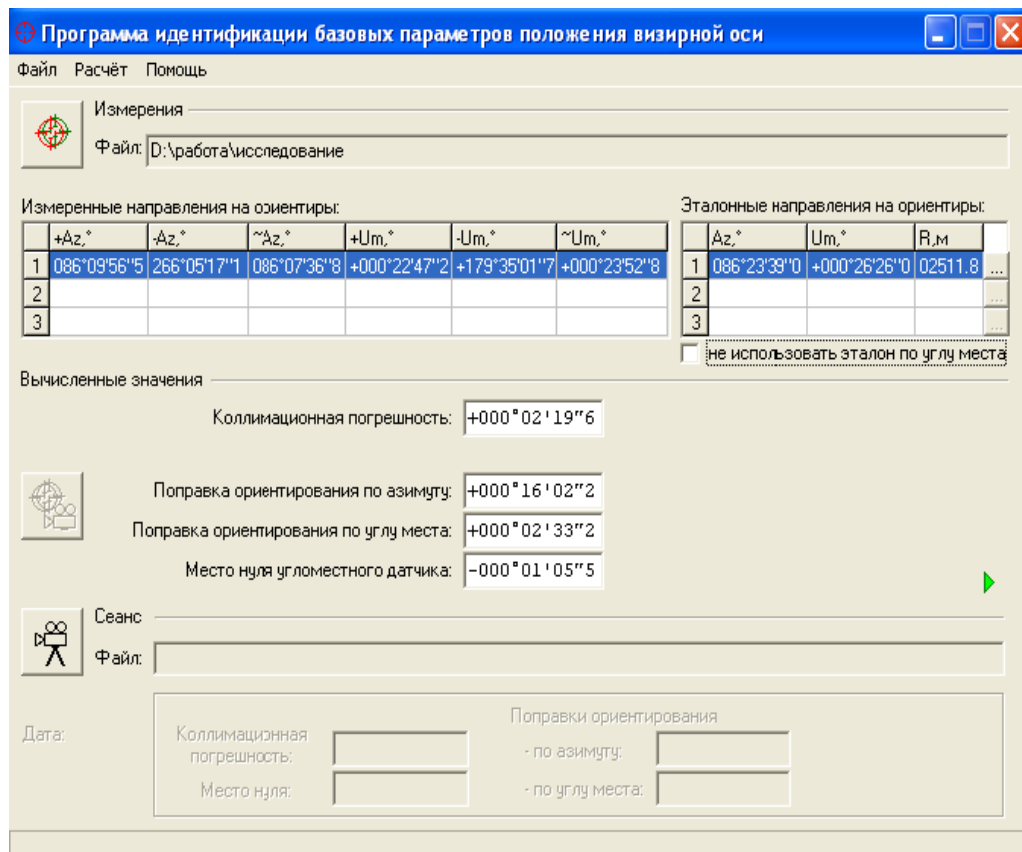 Программа идентификации базовых параметров положения визирной оси
Файл Расчёт Помощь
Измерения
Файл: D:\работа\исследование
Измеренные направления на ориентиры:
+Az,° -Az,° ~Az,° +Um,° -Um,° ~Um,°
1 086°09'56"5 266°05'17"1 086°07'36"8 +000°22'47"2 +179°35'01"7 +000°23'52"8
2
3
Эталонные направления на ориентиры:
Az,° Um,° R,м
1 086°23'39"0 +000°26'26"0 02511.8 ...
2 ...
3 ...
не использовать эталон по углу места
Вычисленные значения
Коллимационная погрешность: +000°02'19"6
Поправка ориентирования по азимуту: +000°16'02"2
Поправка ориентирования по углу места: +000°02'33"2
Место нуля угломестного датчика: -000°01'05"5
Сеанс
Файл:
Дата:
Коллимационная
погрешность:
Место нуля:
Поправки ориентирования
- по азимуту:
- по углу места: